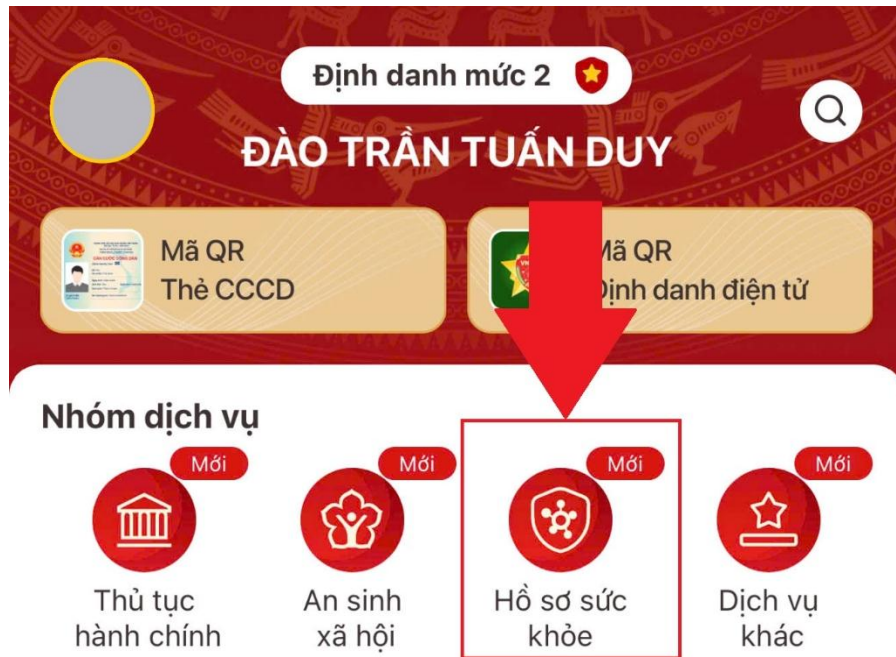 Định danh mức 2
ĐÀO TRẦN TUẤN DUY
Mã QR
Thẻ CCCD
Mã QR
Định danh điện tử
Nhóm dịch vụ
Mới
Mới
Mới
Mới
Thủ tục
hành chính
An sinh
xã hội
Hồ sơ sức
khỏe
Dịch vụ
khác